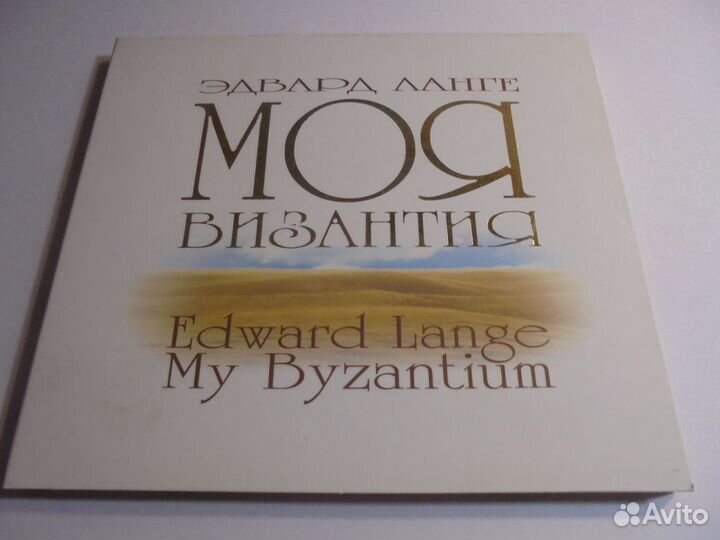 ЭДВАРД ЛАНГЕ
МОЯ
ВИЗАНТИЯ
Edward Lange
My Byzantium
Avito